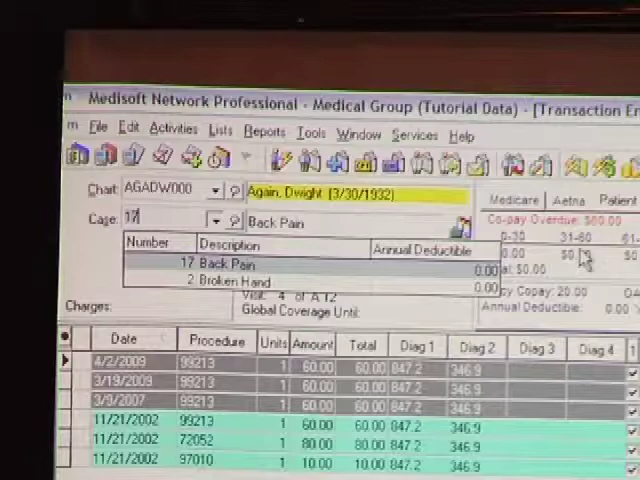 Medisoft Network Professional - Medical Group (Tutorial Data) - [Transaction En
File Edit Activities Lists Reports Tools Window Services Help
Chart: AGADW000 Again, Dwight (3/30/1932)
Medicare Aetna Patient
Case: 17 Back Pain
Co-pay Overdue:
0-30 31-60 61-
Number Description Annual Deductible
17 Back Pain 0.00
2 Broken Hand 0.00
0.00 $0
at: $0.00
cy Copay: 20.00 OA
Annual Deductible: 0.00
Visit: 4 of A12
Global Coverage Until:
Charges:
Date Procedure Units Amount Total Diag 1 Diag 2 Diag 3 Diag 4 1
4/2/2009 99213 1 60.00 60.00 847.2 346.9
3/19/2009 99213 1 60.00 60.00 847.2 346.9
3/9/2007 99213 1 60.00 60.00 847.2 346.9
11/21/2002 99213 1 60.00 60.00 847.2 346.9
11/21/2002 72052 1 80.00 80.00 847.2 346.9
11/21/2002 97010 1 10.00 10.00 847.2 346.9